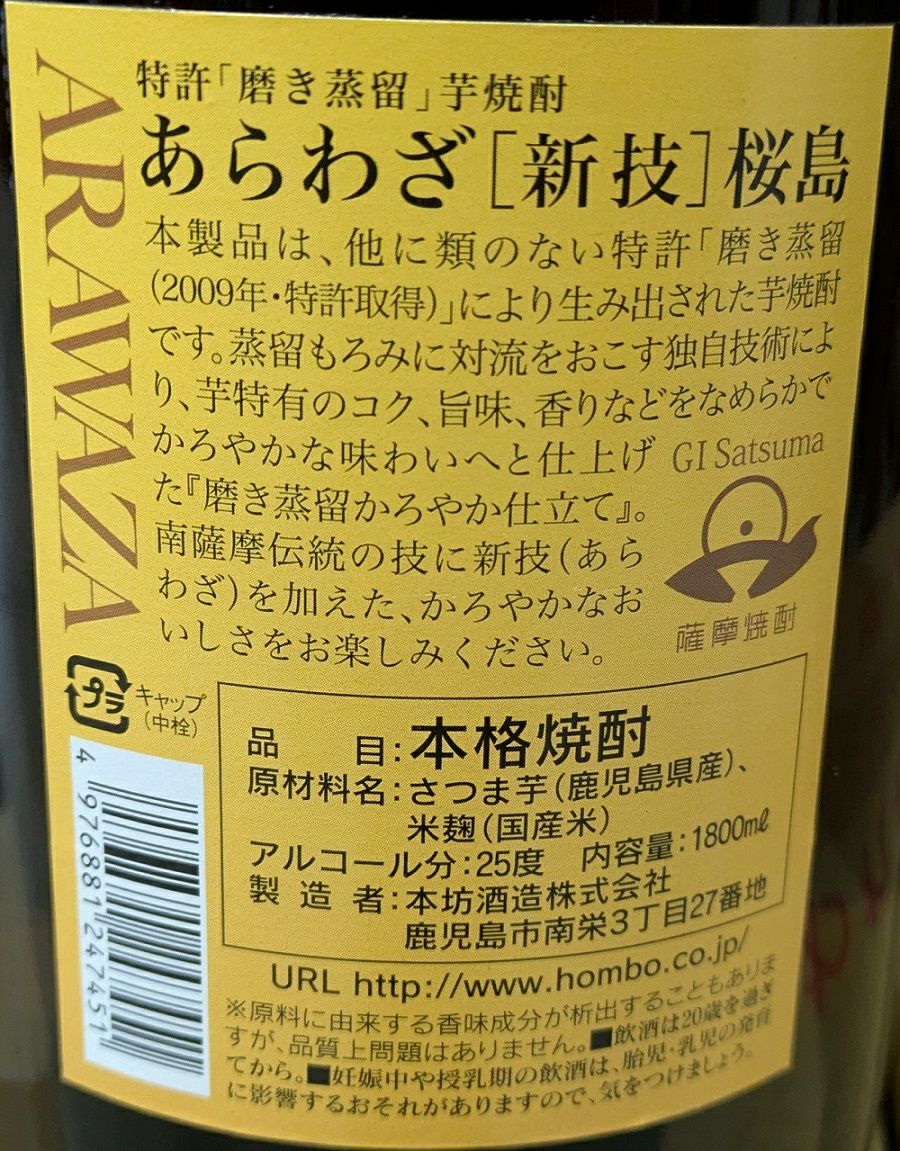 ARAWAZA
特許「磨き蒸留」芋焼酎
あらわざ[新技]桜島
本製品は、他に類のない特許「磨き蒸留
(2009年・特許取得)」により生み出された芋焼酎
です。蒸留もろみに対流をおこす独自技術によ
り、芋特有のコク、旨味、香りなどをなめらかで
かろやかな味わいへと仕上げ
た『磨き蒸留かろやか仕立て』。
南薩摩伝統の技に新技(あら
わざ)を加えた、かろやかなお
いしさをお楽しみください。
GI Satsuma
薩摩焼酎
プラ
キャップ
(中栓)
品目:本格焼酎
原材料名:さつま芋(鹿児島県産)、
米麹(国産米)
アルコール分:25度 内容量:1800mℓ
製造者:本坊酒造株式会社
鹿児島市南栄3丁目27番地
4 976881 247451
URL http://www.hombo.co.jp/
※原料に由来する香味成分が析出することもありま
すが、品質上問題はありません。■飲酒は20歳を過ぎ
てから。■妊娠中や授乳期の飲酒は、胎児・乳児の発育
に影響するおそれがありますので、気をつけましょう。